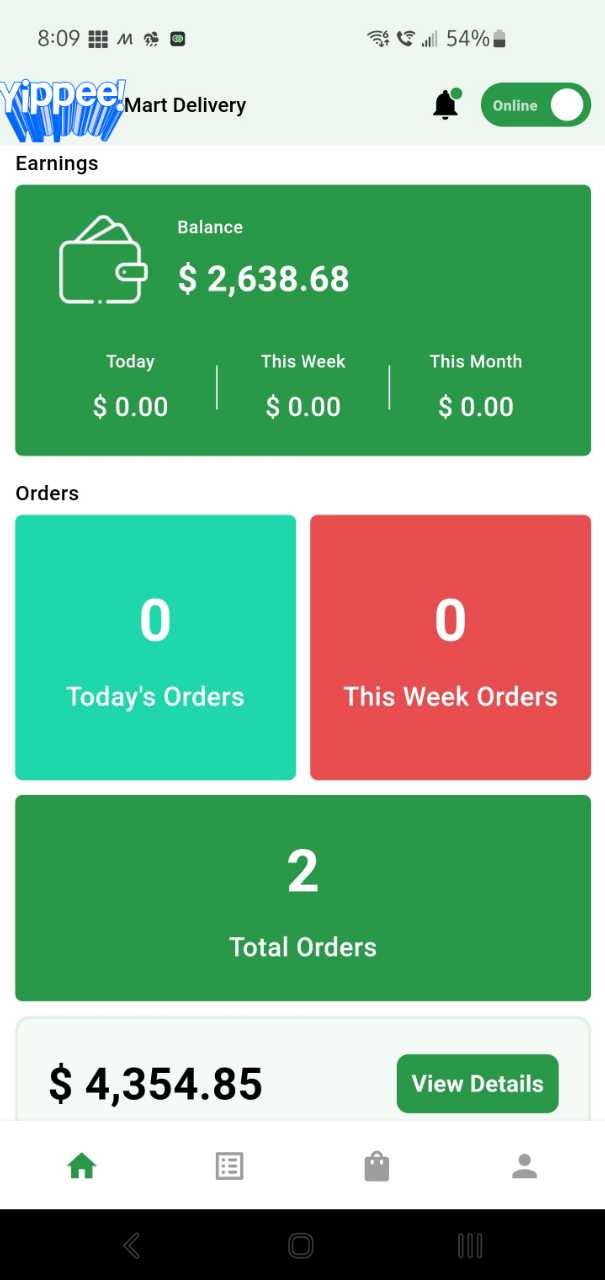 8:09 54%
Yippee!
Mart Delivery
Online
Earnings
Balance
$ 2,638.68
Today This Week This Month
$ 0.00 $ 0.00 $ 0.00
Orders
0 0
Today's Orders This Week Orders
2
Total Orders
$ 4,354.85 View Details